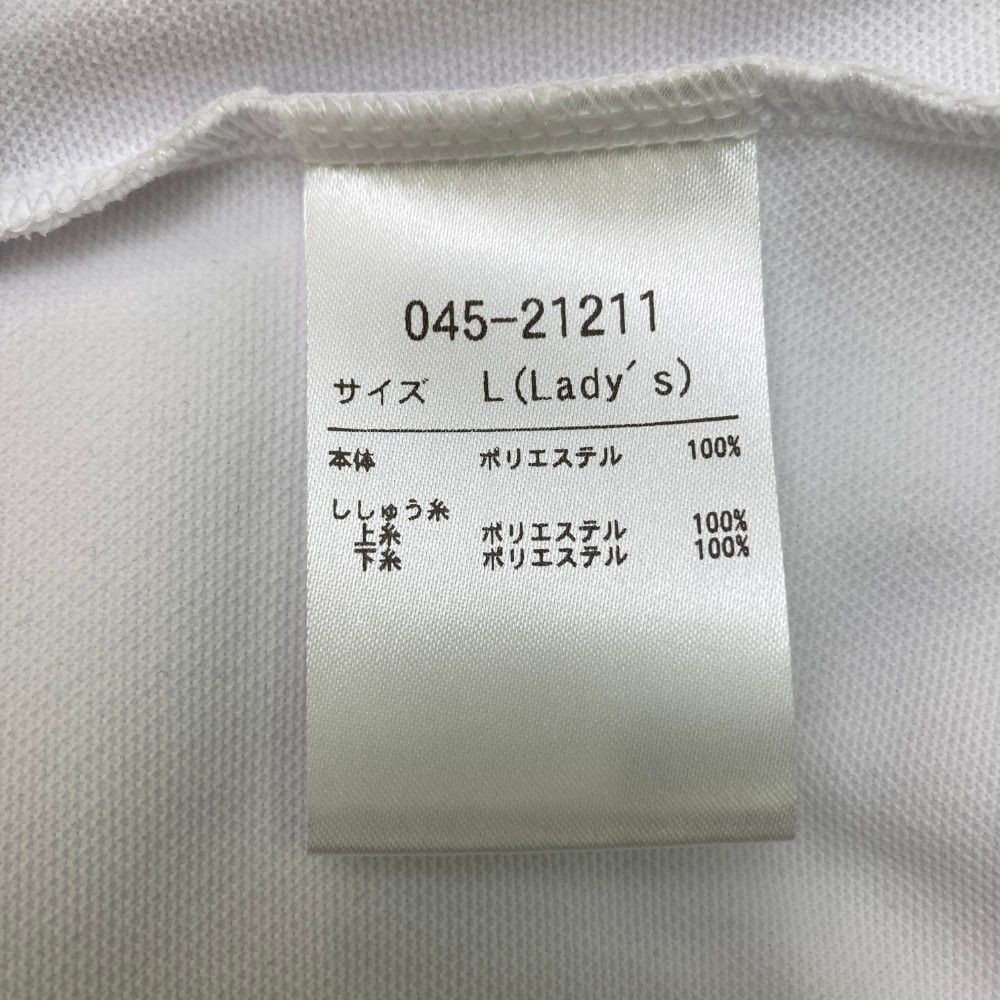 045-21211
サイズ L(Lady's)
本体 ポリエステル 100%
ししゅう糸
上糸 ポリエステル 100%
下糸 ポリエステル 100%